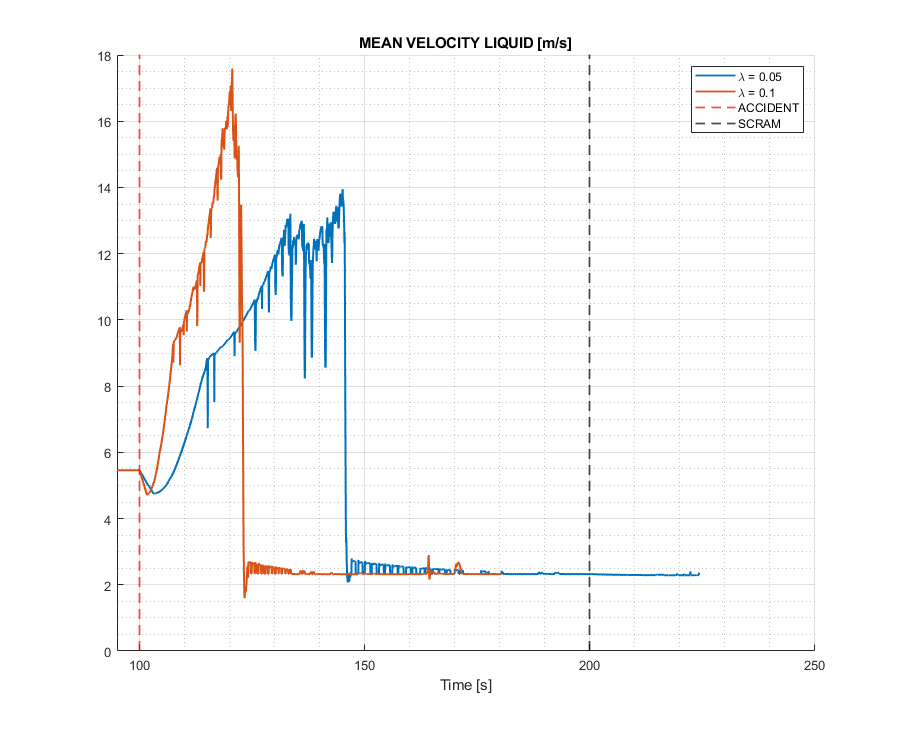 MEAN VELOCITY LIQUID [m/s]
18
16
14
12
10
8
6
4
2
0
λ = 0.05
λ = 0.1
ACCIDENT
SCRAM
100 150 200 250
Time [s]